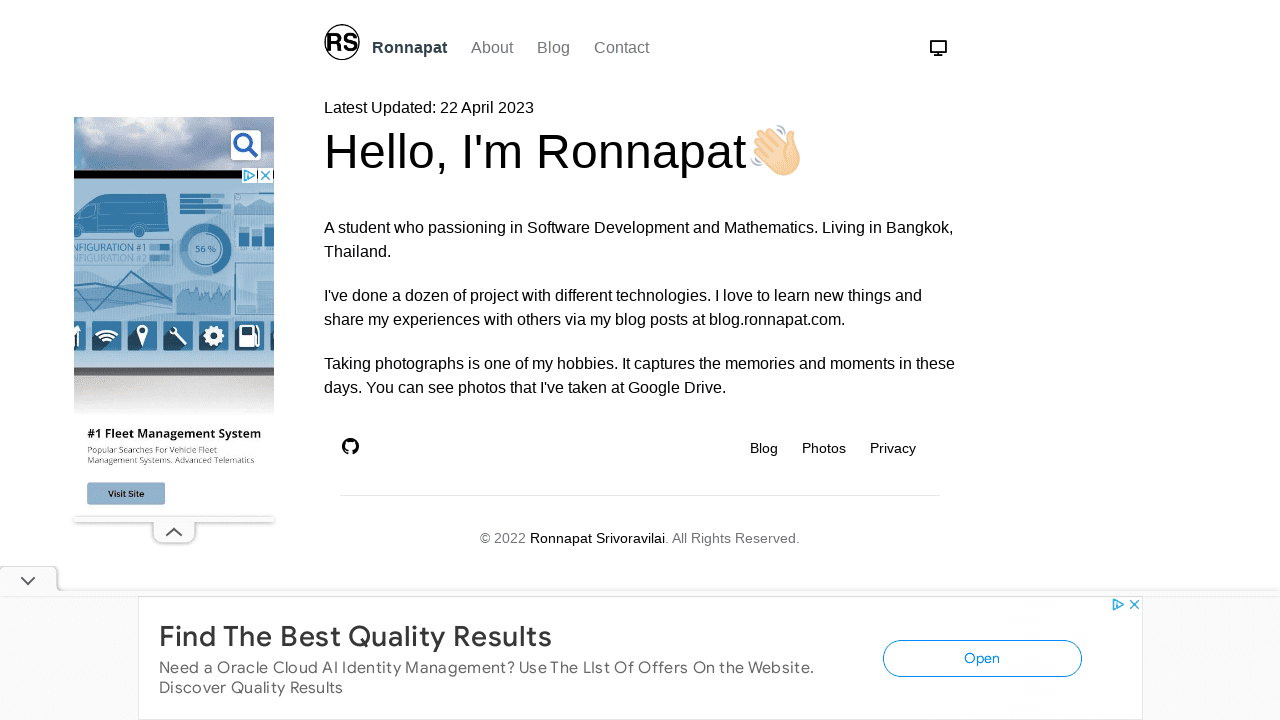 RS
Ronnapat About Blog Contact
Latest Updated: 22 April 2023
Hello, I'm Ronnapat
A student who passioning in Software Development and Mathematics. Living in Bangkok,
Thailand.
I've done a dozen of project with different technologies. I love to learn new things and
share my experiences with others via my blog posts at blog.ronnapat.com.
Taking photographs is one of my hobbies. It captures the memories and moments in these
days. You can see photos that I've taken at Google Drive.
Blog Photos Privacy
© 2022 Ronnapat Srivoravilai. All Rights Reserved.
56 %
NFIGURATION #1
ONFIGURATION #2
#1 Fleet Management System
Popular Searches For Vehicle Fleet
Management Systems. Advanced Telematics
Visit Site
Find The Best Quality Results
Need a Oracle Cloud AI Identity Management? Use The LIst Of Offers On the Website.
Discover Quality Results
Open